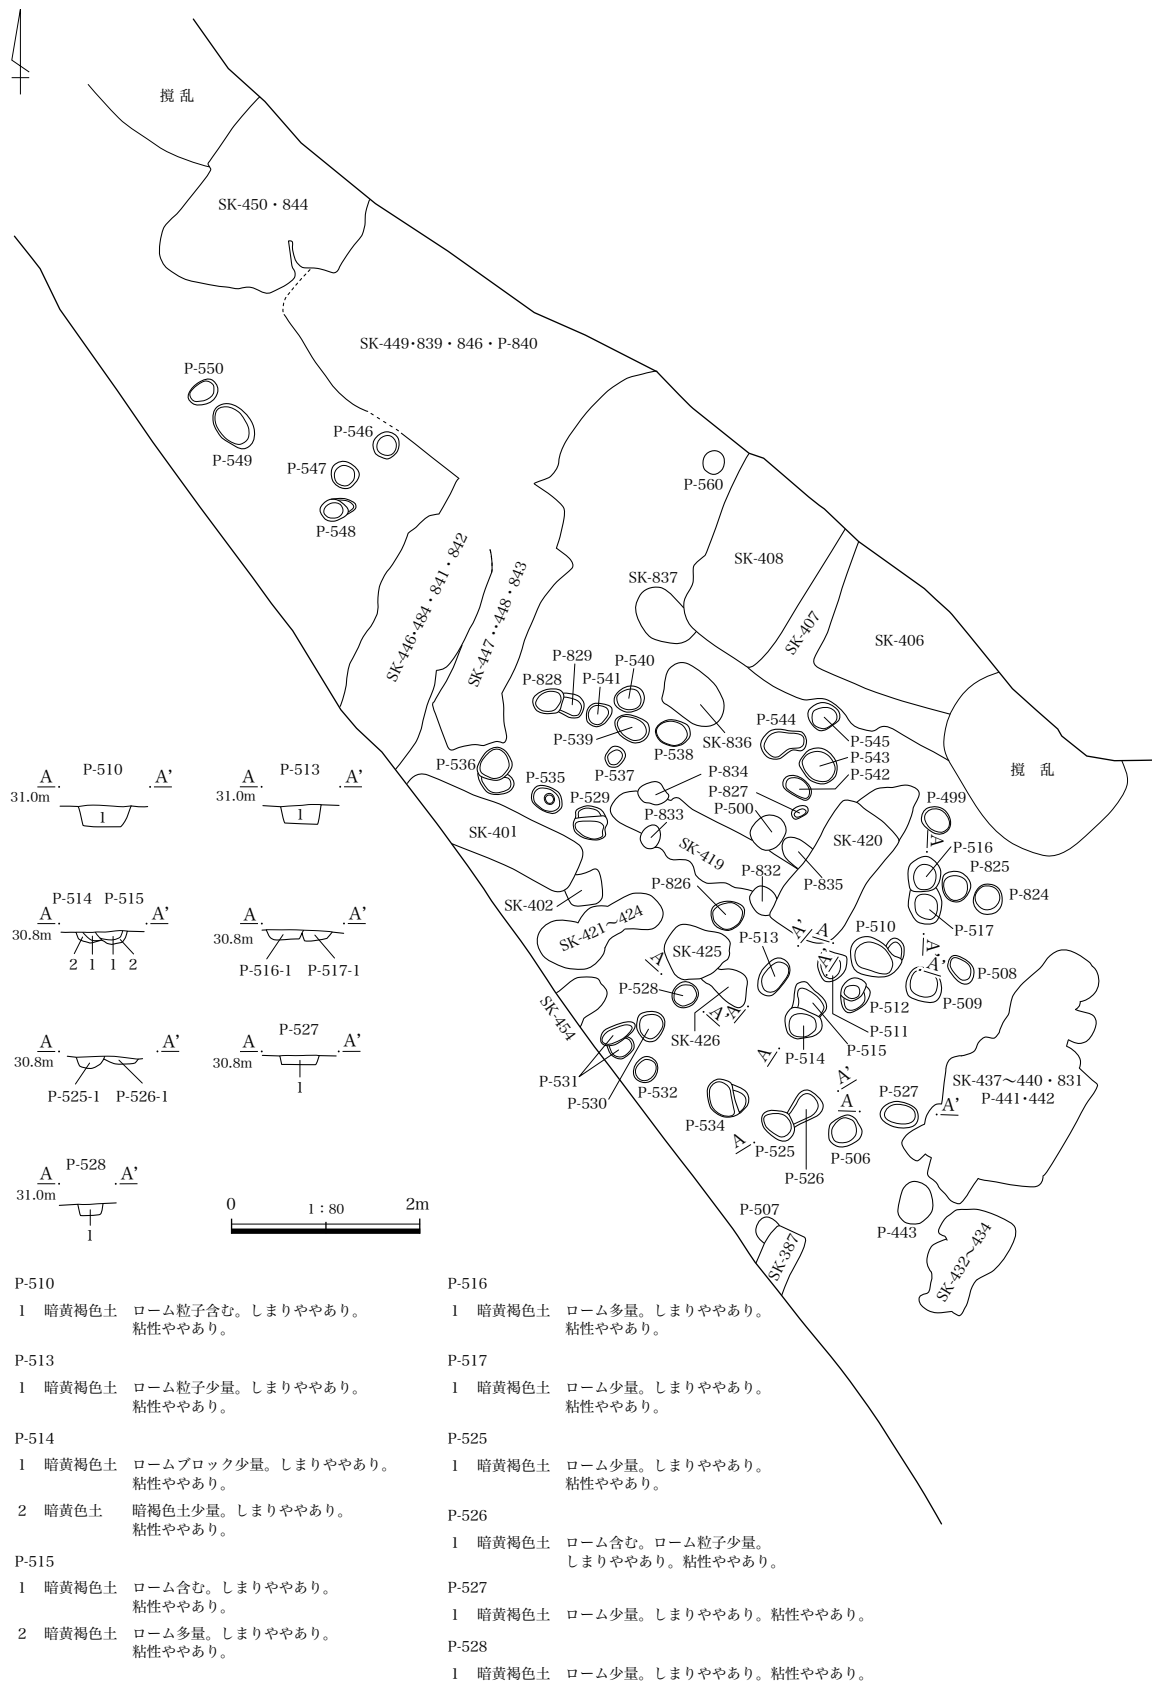 撹 乱
SK-450・844
SK-449・839・846・P-840
P-550
P-549
P-546
P-547
P-548
P-560
SK-446・484・841・842
SK-447・・448・843
SK-408
SK-837
SK-407
SK-406
P-829
P-540
P-828
P-541
P-539
P-538
SK-836
P-544
P-545
P-543
P-542
P-536
P-537
P-535
P-529
P-834
P-827
P-500
P-833
撹 乱
P-499
SK-401
SK-419
SK-420
P-516
P-825
P-824
P-832
P-835
P-826
SK-402
SK-421～424
SK-425
P-513
P-510
P-517
P-508
P-509
P-528
P-512
SK-454
SK-426
P-511
P-515
P-514
P-531
P-530
P-532
P-534
P-525
P-526
P-506
P-527
SK-437～440・831
P-441・442
P-507
SK-387
P-443
SK-432～434
A
A'
A
A'
A
A'
A
A'
A
A'
A
A'
A
A'
A P-510 A'
31.0m
1
A P-513 A'
31.0m
1
P-514 P-515
A A'
30.8m
2 1 1 2
A A'
30.8m
P-516-1 P-517-1
A A'
30.8m
P-525-1 P-526-1
P-527
A A'
30.8m
1
A P-528 A'
31.0m
1
0 1：80 2m
P-510
1 暗黄褐色土 ローム粒子含む。しまりややあり。
粘性ややあり。
P-513
1 暗黄褐色土 ローム粒子少量。しまりややあり。
粘性ややあり。
P-514
1 暗黄褐色土 ロームブロック少量。しまりややあり。
粘性ややあり。
2 暗黄色土 暗褐色土少量。しまりややあり。
粘性ややあり。
P-515
1 暗黄褐色土 ローム含む。しまりややあり。
粘性ややあり。
2 暗黄褐色土 ローム多量。しまりややあり。
粘性ややあり。
P-516
1 暗黄褐色土 ローム多量。しまりややあり。
粘性ややあり。
P-517
1 暗黄褐色土 ローム少量。しまりややあり。
粘性ややあり。
P-525
1 暗黄褐色土 ローム少量。しまりややあり。
粘性ややあり。
P-526
1 暗黄褐色土 ローム含む。ローム粒子少量。
しまりややあり。粘性ややあり。
P-527
1 暗黄褐色土 ローム少量。しまりややあり。粘性ややあり。
P-528
1 暗黄褐色土 ローム少量。しまりややあり。粘性ややあり。